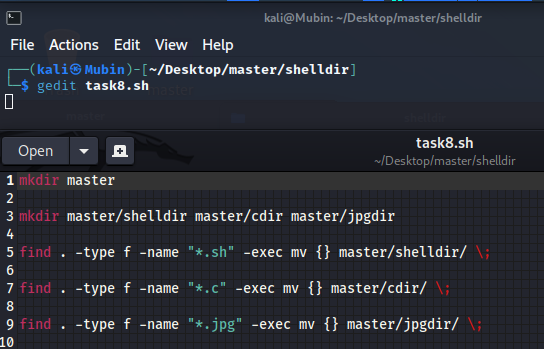 kali@Mubin: ~/Desktop/master/shelldir
File Actions Edit View Help
┌──(kali㉿Mubin)-[~/Desktop/master/shelldir]
└─$ gedit task8.sh
Open
task8.sh
~/Desktop/master/shelldir
1 mkdir master
2
3 mkdir master/shelldir master/cdir master/jpgdir
4
5 find . -type f -name "*.sh" -exec mv {} master/shelldir/ \;
6
7 find . -type f -name "*.c" -exec mv {} master/cdir/ \;
8
9 find . -type f -name "*.jpg" -exec mv {} master/jpgdir/ \;
10